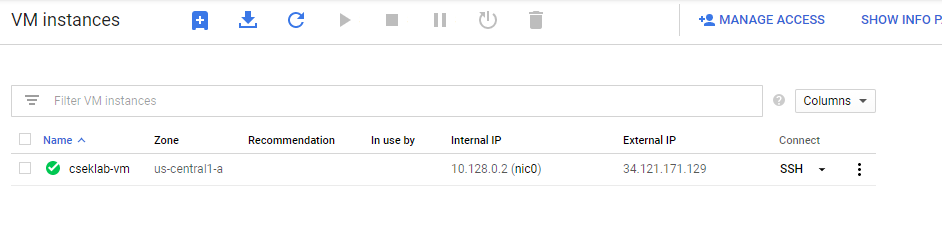 VM instances MANAGE ACCESS SHOW INFO PA
Filter VM instances Columns
Name Zone Recommendation In use by Internal IP External IP Connect
cseklab-vm us-central1-a 10.128.0.2 (nic0) 34.121.171.129 SSH